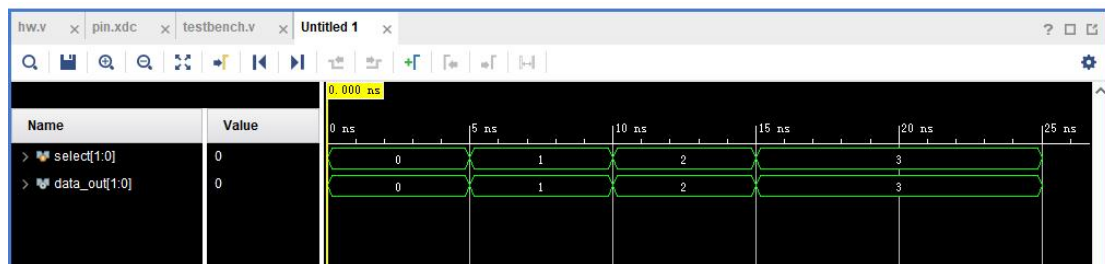 hw.v × pin.xdc × testbench.v × Untitled 1 × ?
0.000 ns
Name Value 0 ns 5 ns 10 ns 15 ns 20 ns 25 ns
> select[1:0] 0 0 1 2 3
> data_out[1:0] 0 0 1 2 3